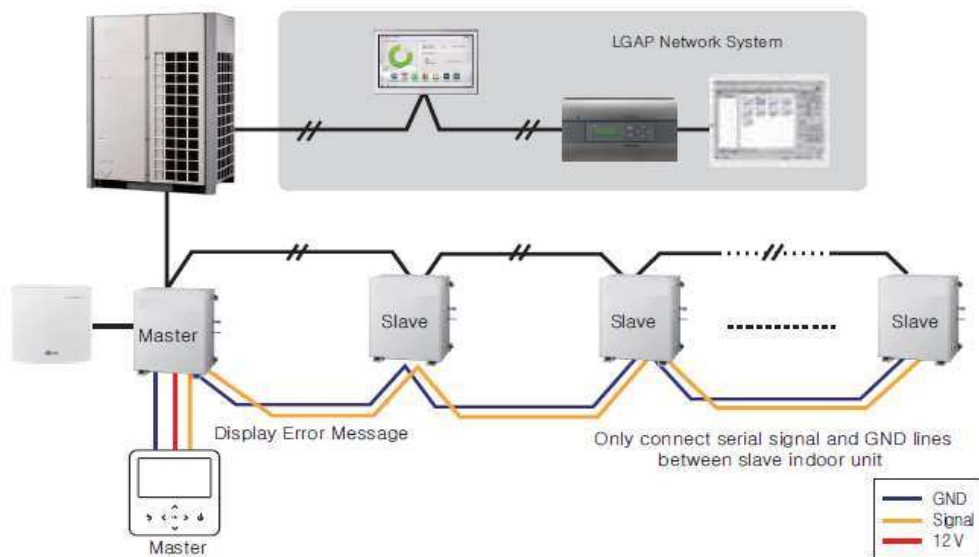 LGAP Network System
Master
Slave
Slave
Slave
Display Error Message
Only connect serial signal and GND lines
between slave indoor unit
Master
GND
Signal
12 V